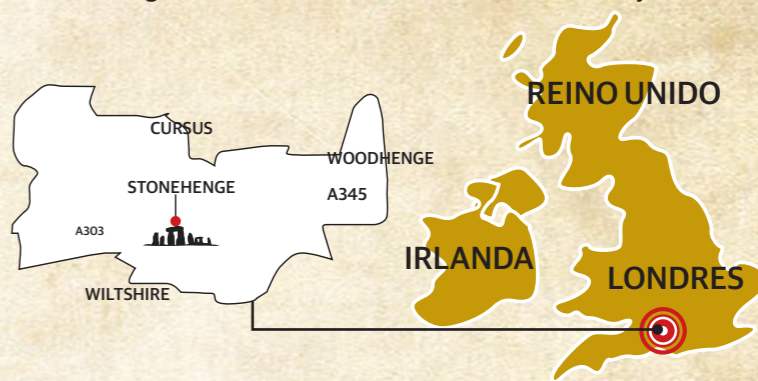 REINO UNIDO
CURSUS
WOODHENGE
STONEHENGE
A345
A303
IRLANDA
LONDRES
WILTSHIRE